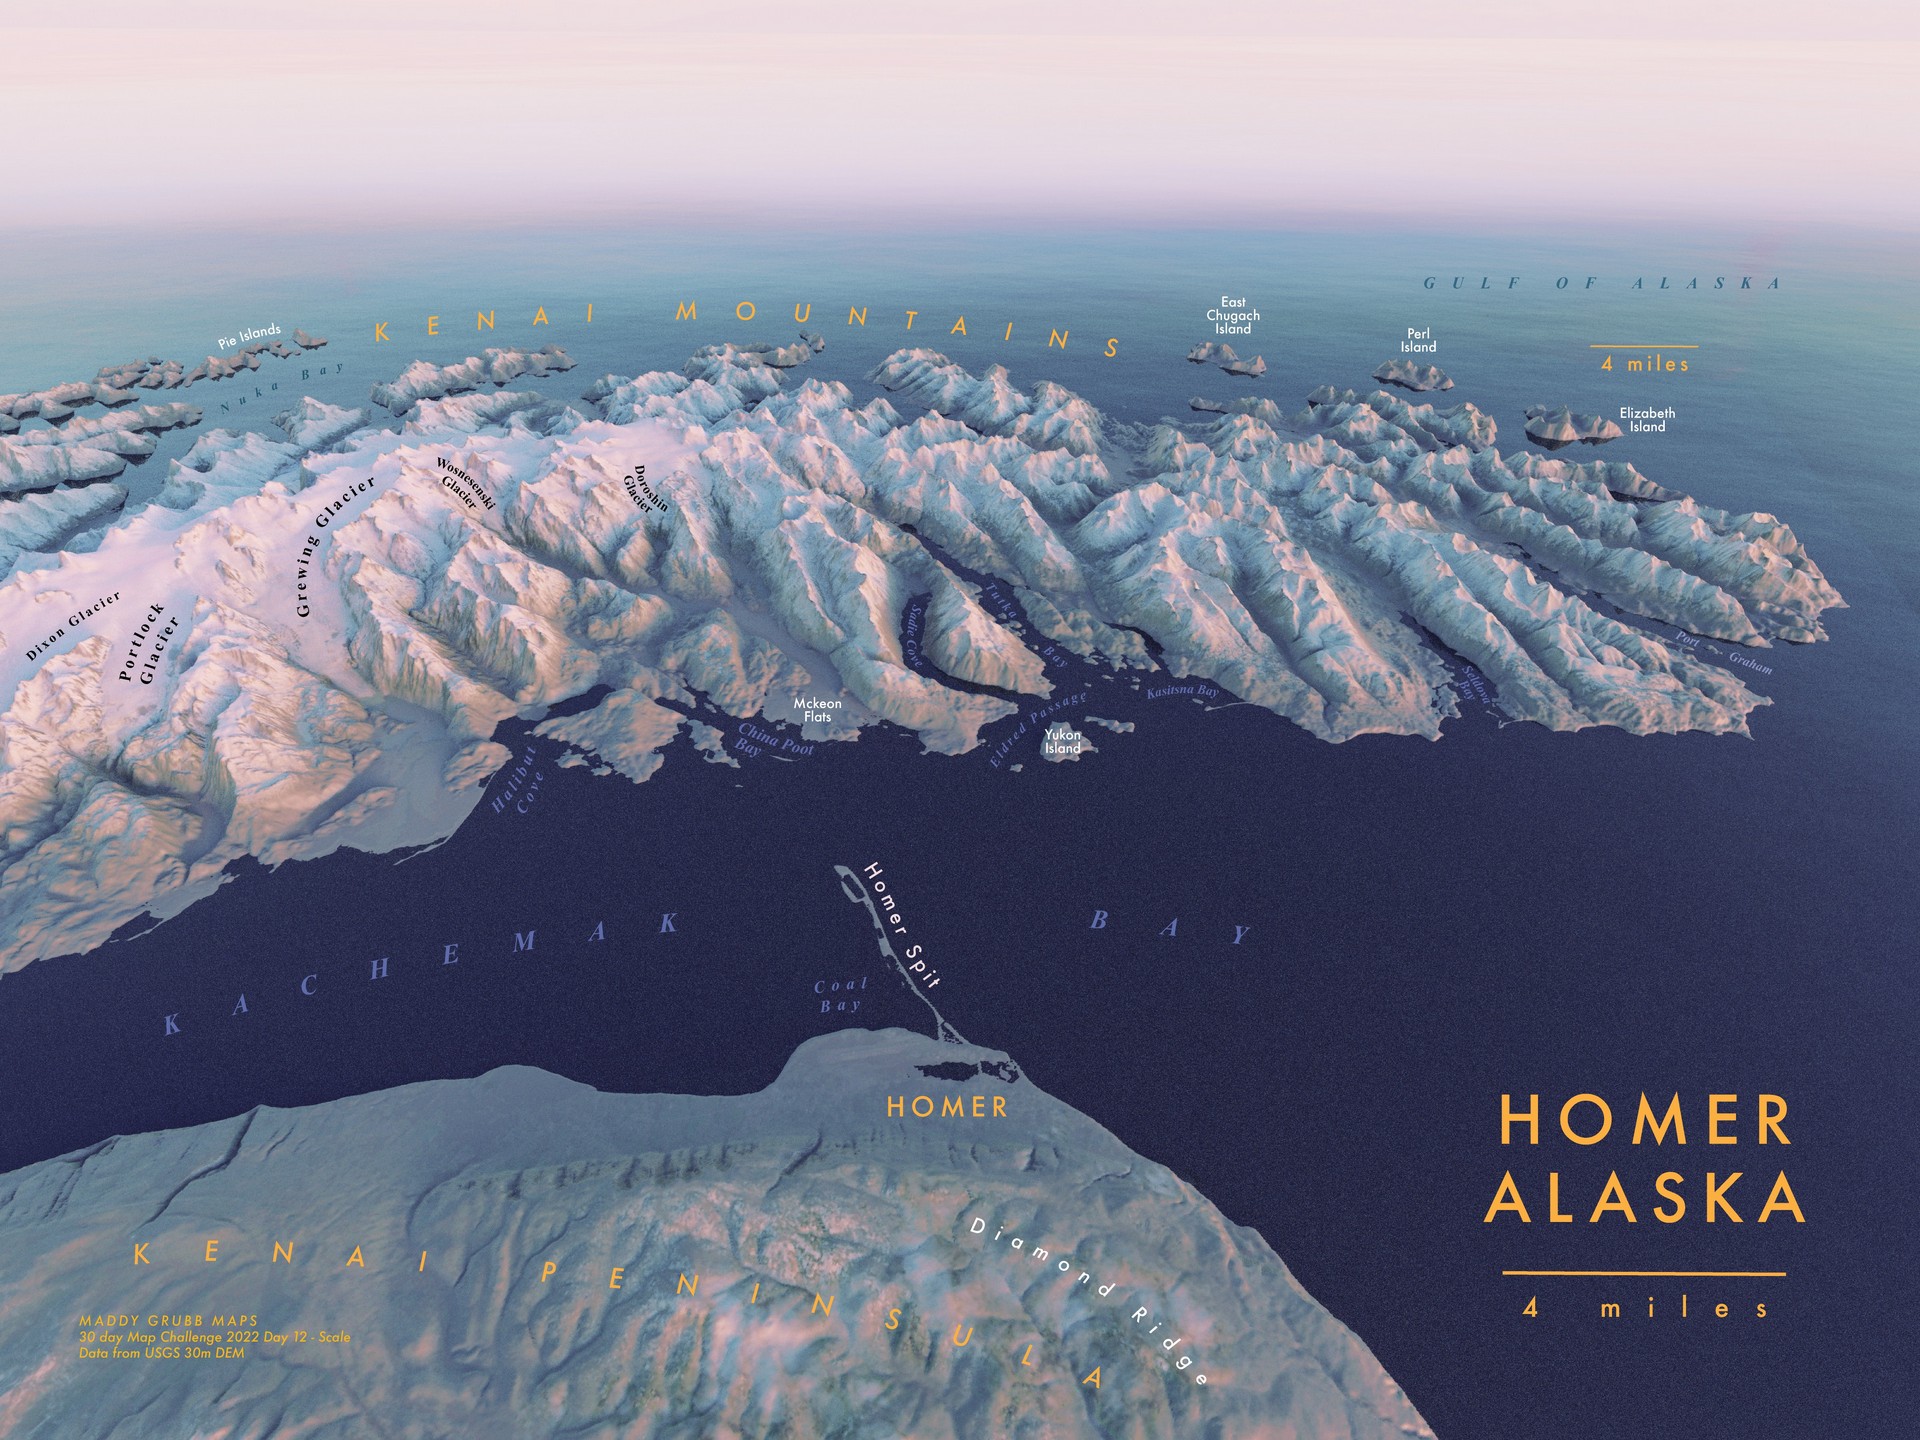 GULF OF ALASKA
East
Chugach
Island
KENAI MOUNTAINS
Pie Islands
Perl
Island
4 miles
Nuka Bay
Elizabeth
Island
Wosnesenski
Glacier
Doroshin
Glacier
Grewing Glacier
Dixon Glacier
Portlock
Glacier
Tutka
Bay
Sadie Cove
Port Graham
Seldova
Bay
Kasitsna Bay
Eldred Passage
Mckeon
Flats
Yukon
Island
China Poot
Bay
Halibut
Cove
Homer Spit
KACHEMAK BAY
Coal
Bay
HOMER
HOMER
ALASKA
4 miles
Diamond Ridge
KENAI PENINSULA
MADDY GRUBB MAPS
30 day Map Challenge 2022 Day 12 - Scale
Data from USGS 30m DEM